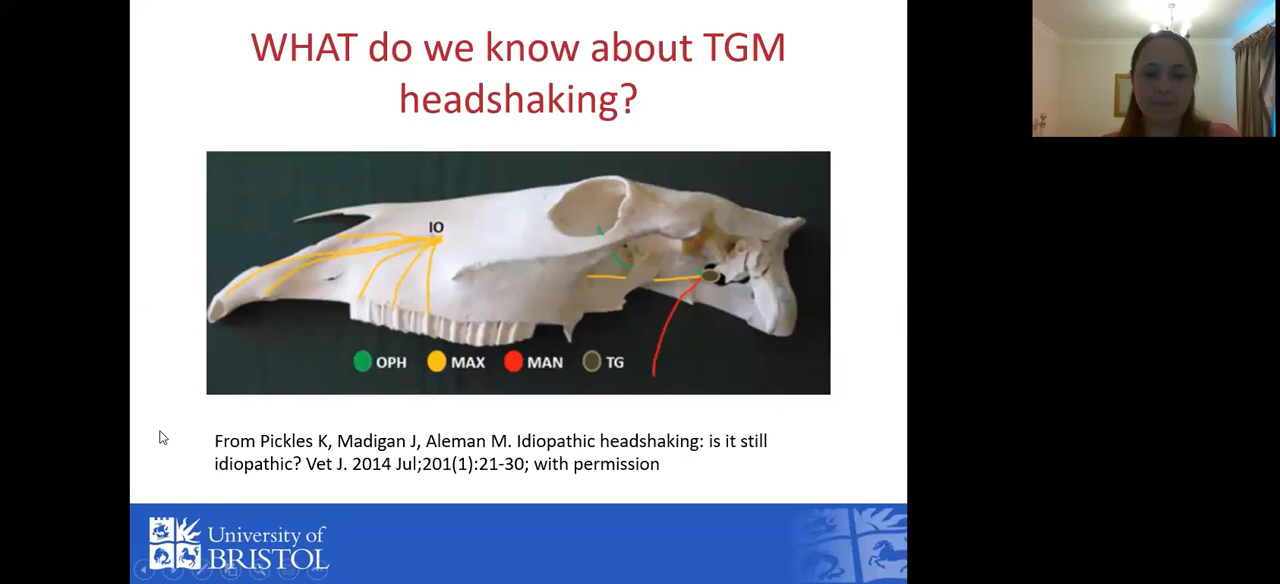 WHAT do we know about TGM
headshaking?
IO
OPH MAX MAN TG
From Pickles K, Madigan J, Aleman M. Idiopathic headshaking: is it still
idiopathic? Vet J. 2014 Jul;201(1):21-30; with permission
University of
BRISTOL